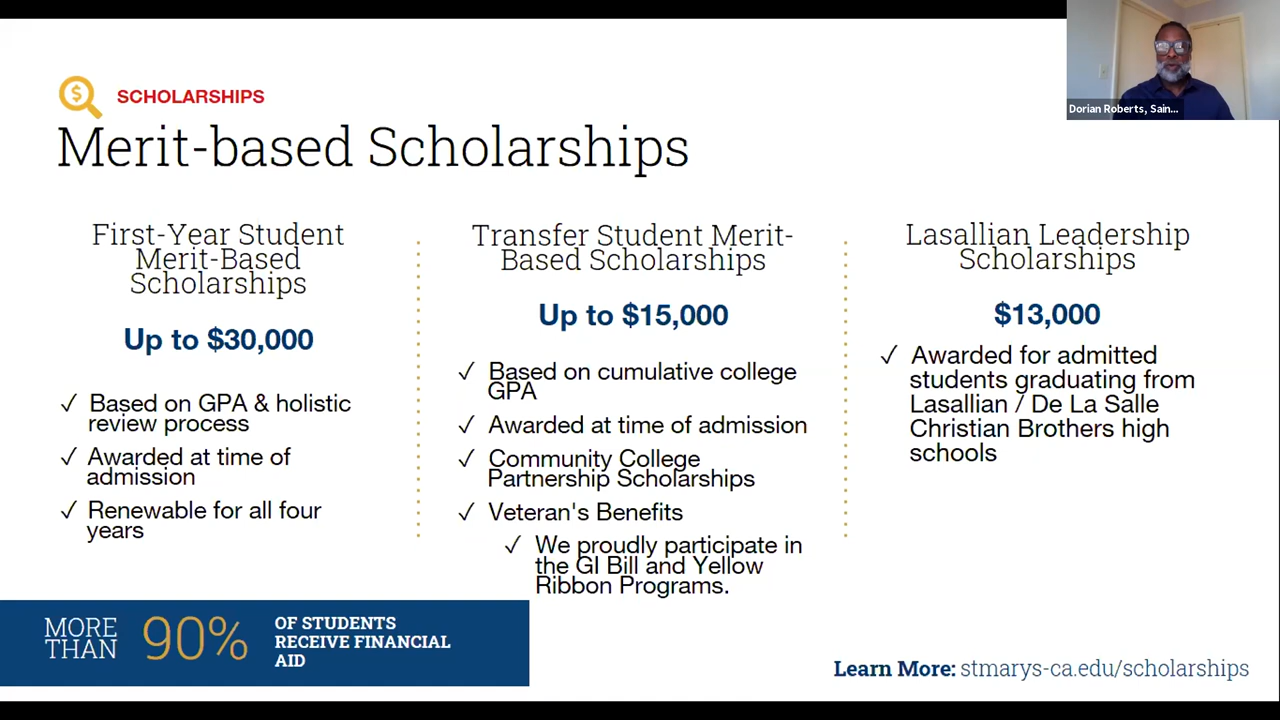 SCHOLARSHIPS
Merit-based Scholarships
Dorian Roberts, Sain...
First-Year Student
Merit-Based
Scholarships
Up to $30,000
✓ Based on GPA & holistic
review process
✓ Awarded at time of
admission
✓ Renewable for all four
years
Transfer Student Merit-
Based Scholarships
Up to $15,000
✓ Based on cumulative college
GPA
✓ Awarded at time of admission
✓ Community College
Partnership Scholarships
✓ Veteran's Benefits
✓ We proudly participate in
the GI Bill and Yellow
Ribbon Programs.
Lasallian Leadership
Scholarships
$13,000
✓ Awarded for admitted
students graduating from
Lasallian / De La Salle
Christian Brothers high
schools
MORE
THAN
90%
OF STUDENTS
RECEIVE FINANCIAL
AID
Learn More: stmarys-ca.edu/scholarships